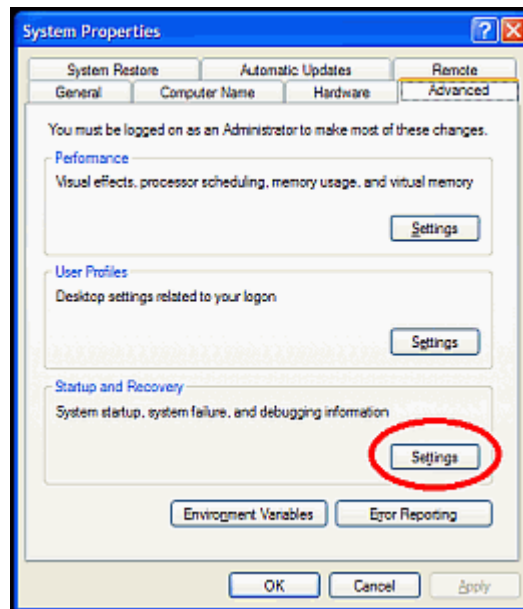 System Properties
System Restore Automatic Updates Remote
General Computer Name Hardware Advanced
You must be logged on as an Administrator to make most of these changes.
Performance
Visual effects, processor scheduling, memory usage, and virtual memory
Settings
User Profiles
Desktop settings related to your logon
Settings
Startup and Recovery
System startup, system failure, and debugging information
Settings
Environment Variables Error Reporting
OK Cancel Apply